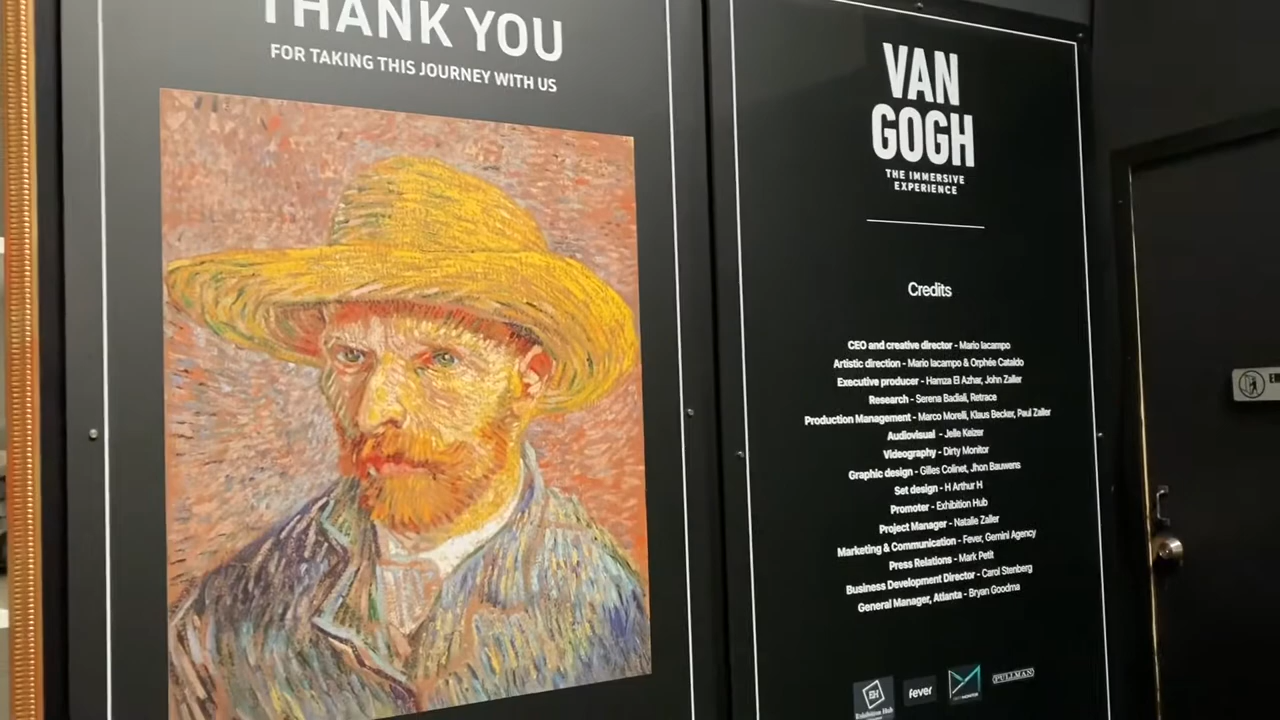 THANK YOU
FOR TAKING THIS JOURNEY WITH US
VAN
GOGH
THE IMMERSIVE
EXPERIENCE
Credits
CEO and creative director - Mario Iacampo
Artistic direction - Mario Iacampo & Orphée Cataldo
Executive producer - Hamza El Azhar, John Zaller
Research - Serena Badiali, Retrace
Production Management - Marco Morelli, Klaus Becker, Paul Zaller
Audiovisual - Jelle Keizer
Videography - Dirty Monitor
Graphic design - Gilles Colinet, Jhon Bauwens
Set design - H Arthur H
Promoter - Exhibition Hub
Project Manager - Natalie Zaller
Marketing & Communication - Fever, Gemini Agency
Press Relations - Mark Petit
Business Development Director - Carol Stenberg
General Manager, Atlanta - Bryan Goodma
EH
Exhibition Hub
fever
PULLMAN